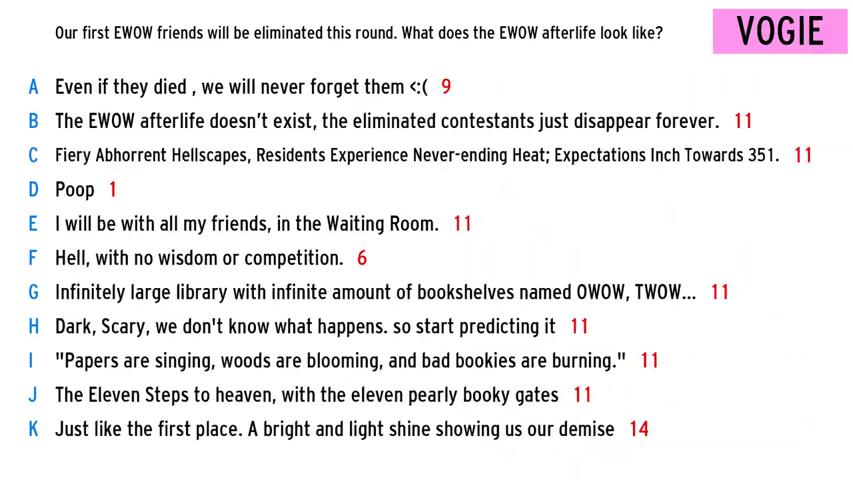 Our first EWOW friends will be eliminated this round. What does the EWOW afterlife look like?
VOGIE
A Even if they died , we will never forget them <:( 9
B The EWOW afterlife doesn't exist, the eliminated contestants just disappear forever. 11
C Fiery Abhorrent Hellscapes, Residents Experience Never-ending Heat; Expectations Inch Towards 351. 11
D Poop 1
E I will be with all my friends, in the Waiting Room. 11
F Hell, with no wisdom or competition. 6
G Infinitely large library with infinite amount of bookshelves named OWOW, TWOW... 11
H Dark, Scary, we don't know what happens. so start predicting it 11
I "Papers are singing, woods are blooming, and bad bookies are burning." 11
J The Eleven Steps to heaven, with the eleven pearly booky gates 11
K Just like the first place. A bright and light shine showing us our demise 14